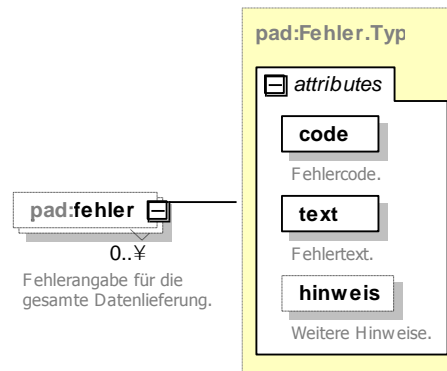 pad:Fehler.Typ
attributes
code
Fehlercode.
pad:fehler
text
0..¥
Fehlertext.
Fehlerangabe für die
gesamte Datenlieferung.
hinweis
Weitere Hinweise.